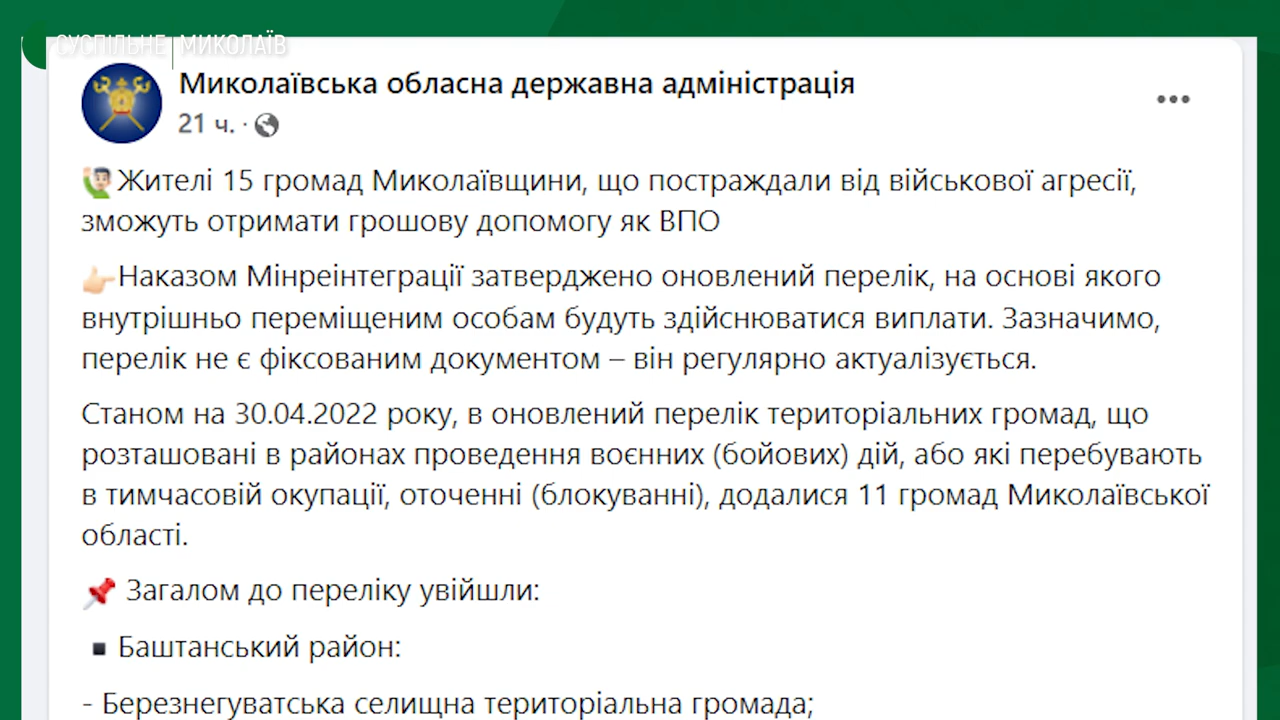 СУСПІЛЬНЕ | МИКОЛАЇВ
Миколаївська обласна державна адміністрація
21 ч. ·
Жителі 15 громад Миколаївщини, що постраждали від військової агресії,
зможуть отримати грошову допомогу як ВПО
Наказом Мінреінтеграції затверджено оновлений перелік, на основі якого
внутрішньо переміщеним особам будуть здійснюватися виплати. Зазначимо,
перелік не є фіксованим документом – він регулярно актуалізується.
Станом на 30.04.2022 року, в оновлений перелік територіальних громад, що
розташовані в районах проведення воєнних (бойових) дій, або які перебувають
в тимчасовій окупації, оточенні (блокуванні), додалися 11 громад Миколаївської
області.
Загалом до переліку увійшли:
▪ Баштанський район:
- Березнегуватська селищна територіальна громада;